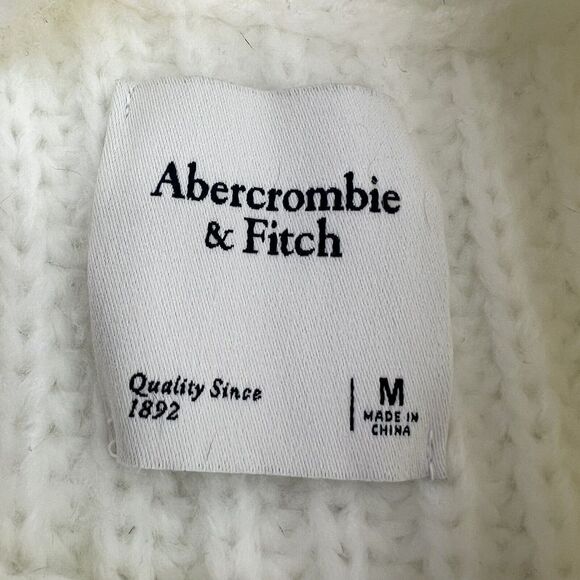 Abercrombie
& Fitch
Quality Since
1892
M
MADE IN
CHINA